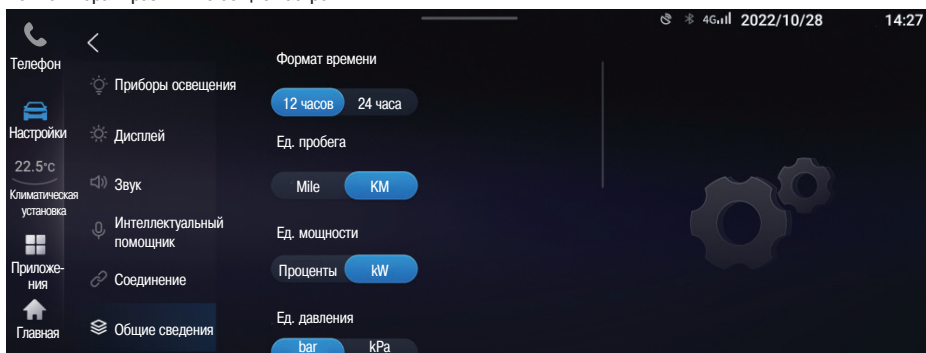 4G 2022/10/28 14:27
Телефон
Настройки
22.5°C
Климатическая
установка
Приложе-
ния
Главная
Приборы освещения
Дисплей
Звук
Интеллектуальный
помощник
Соединение
Общие сведения
Формат времени
12 часов 24 часа
Ед. пробега
Mile KM
Ед. мощности
Проценты kW
Ед. давления
bar kPa